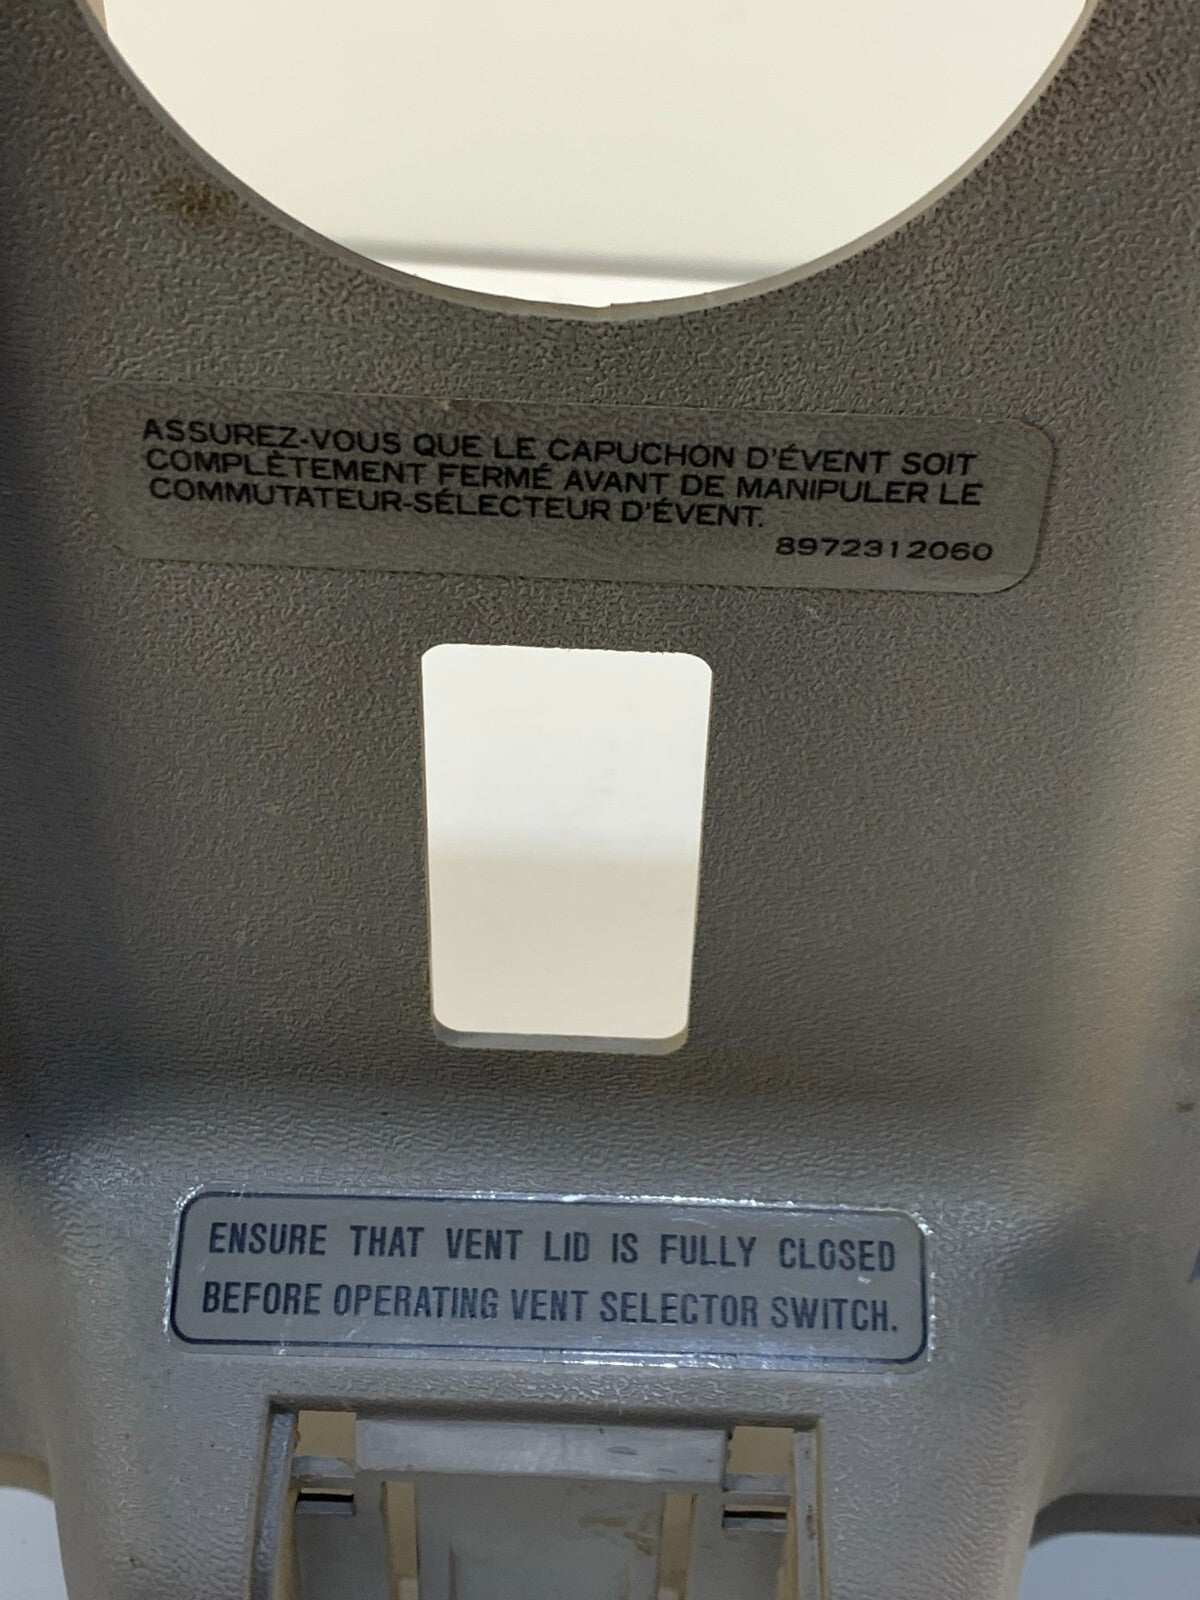 ASSUREZ-VOUS QUE LE CAPUCHON D'ÉVENT SOIT
COMPLÈTEMENT FERMÉ AVANT DE MANIPULER LE
COMMUTATEUR-SÉLECTEUR D'ÉVENT.
8972312060
ENSURE THAT VENT LID IS FULLY CLOSED
BEFORE OPERATING VENT SELECTOR SWITCH.